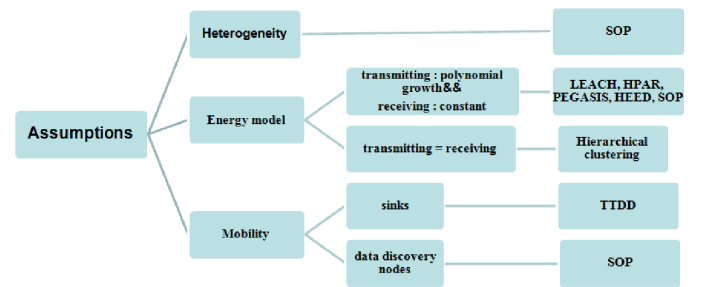 Assumptions
Heterogeneity
SOP
Energy model
transmitting : polynomial
growth&&
receiving : constant
LEACH, HPAR,
PEGASIS, HEED, SOP
transmitting = receiving
Hierarchical
clustering
Mobility
sinks
TTDD
data discovery
nodes
SOP